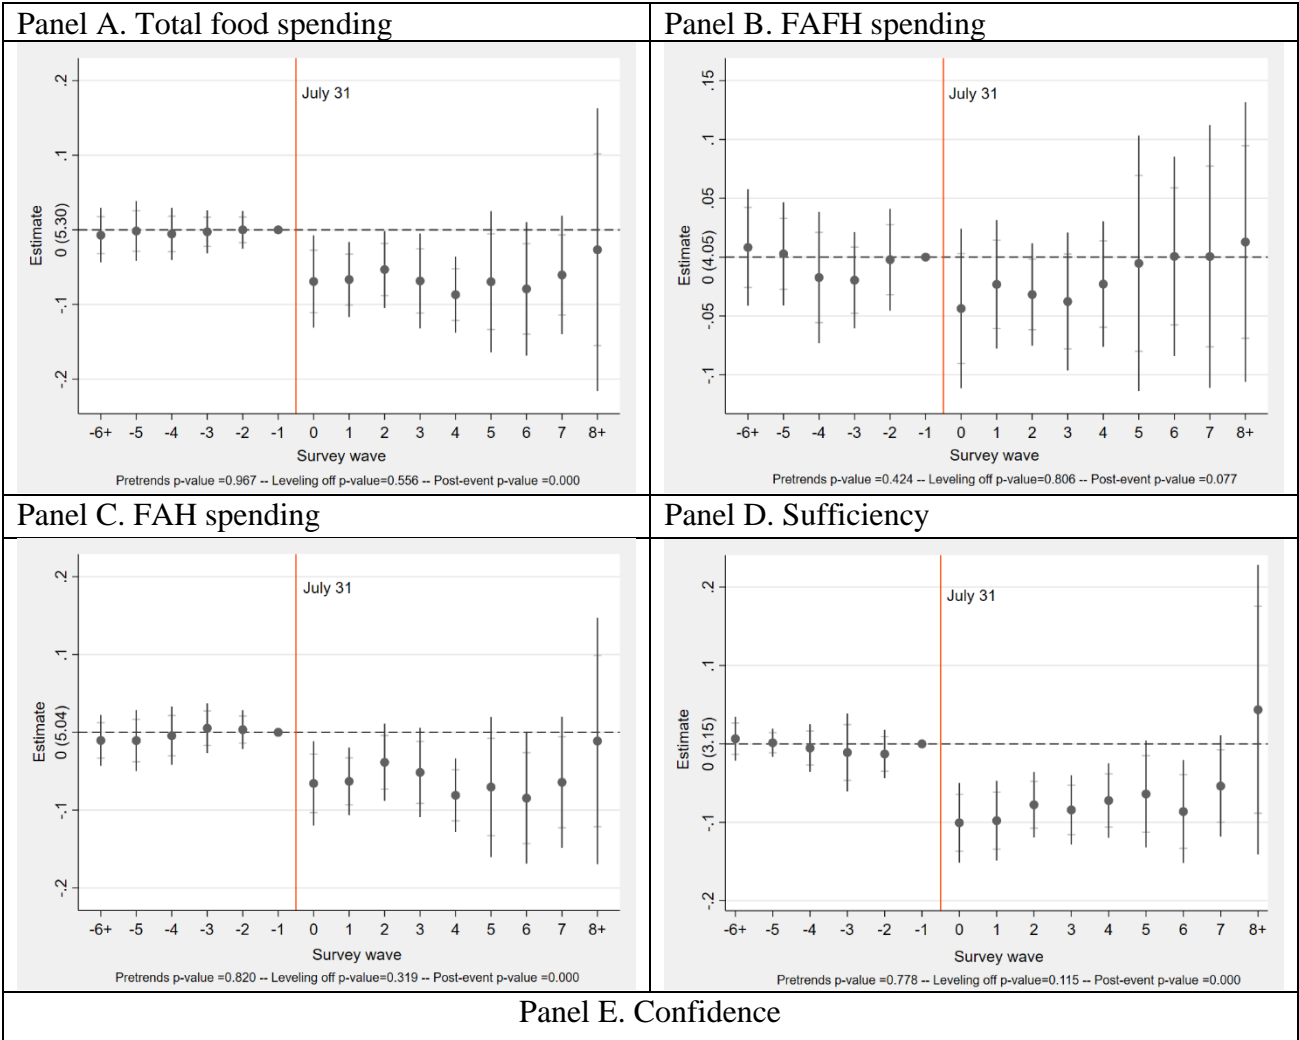 Panel A. Total food spending
.2
.1
0 (5.30)
-.1
-.2
Estimate
July 31
-6+ -5 -4 -3 -2 -1 0 1 2 3 4 5 6 7 8+
Survey wave
Pretrends p-value =0.967 -- Leveling off p-value=0.556 -- Post-event p-value =0.000
Panel B. FAFH spending
.15
.1
.05
0 (4.05)
-.05
-.1
Estimate
July 31
-6+ -5 -4 -3 -2 -1 0 1 2 3 4 5 6 7 8+
Survey wave
Pretrends p-value =0.424 -- Leveling off p-value=0.806 -- Post-event p-value =0.077
Panel C. FAH spending
.2
.1
0 (5.04)
-.1
-.2
Estimate
July 31
-6+ -5 -4 -3 -2 -1 0 1 2 3 4 5 6 7 8+
Survey wave
Pretrends p-value =0.820 -- Leveling off p-value=0.319 -- Post-event p-value =0.000
Panel D. Sufficiency
.2
.1
0 (3.15)
-.1
-.2
Estimate
July 31
-6+ -5 -4 -3 -2 -1 0 1 2 3 4 5 6 7 8+
Survey wave
Pretrends p-value =0.778 -- Leveling off p-value=0.115 -- Post-event p-value =0.000
Panel E. Confidence